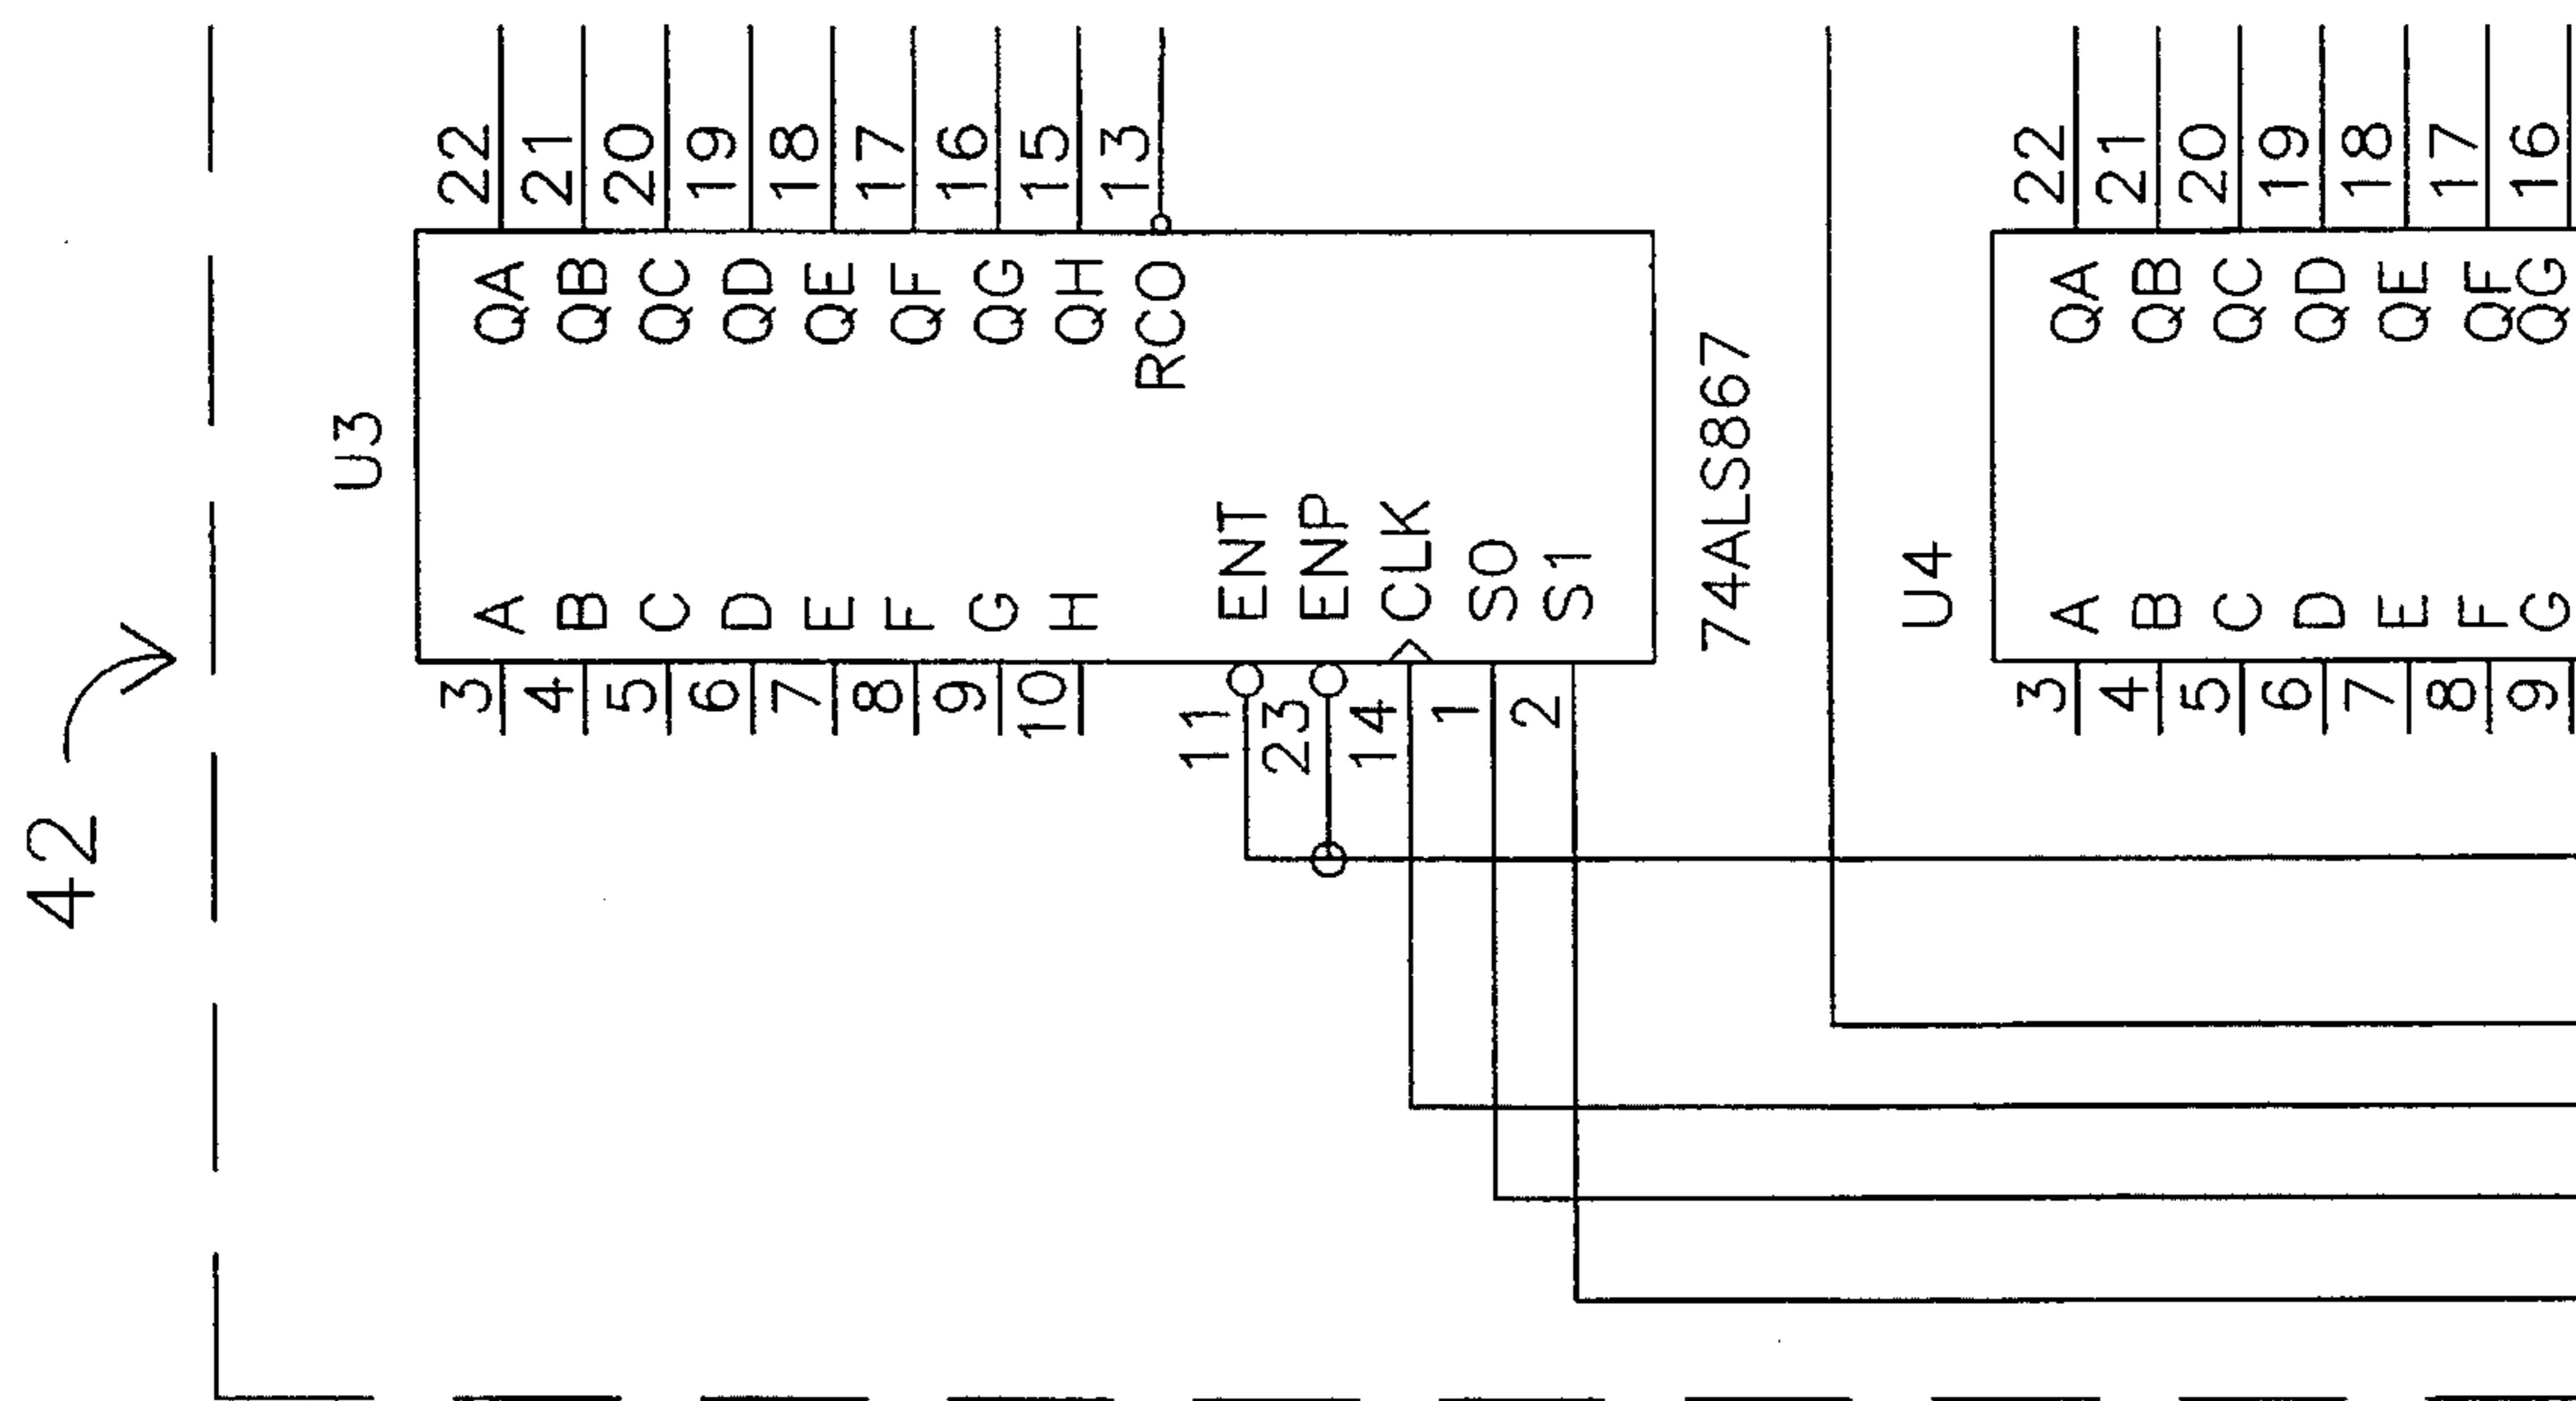 42
U3
3 A QA 22
4 B QB 21
5 C QC 20
6 D QD 19
7 E QE 18
8 F QF 17
9 G QG 16
10 H QH 15
RCO 13
11 ENT
23 ENP
14 CLK
1 S0
2 S1
74ALS867
U4
3 A QA 22
4 B QB 21
5 C QC 20
6 D QD 19
7 E QE 18
8 F QF 17
9 G QG 16